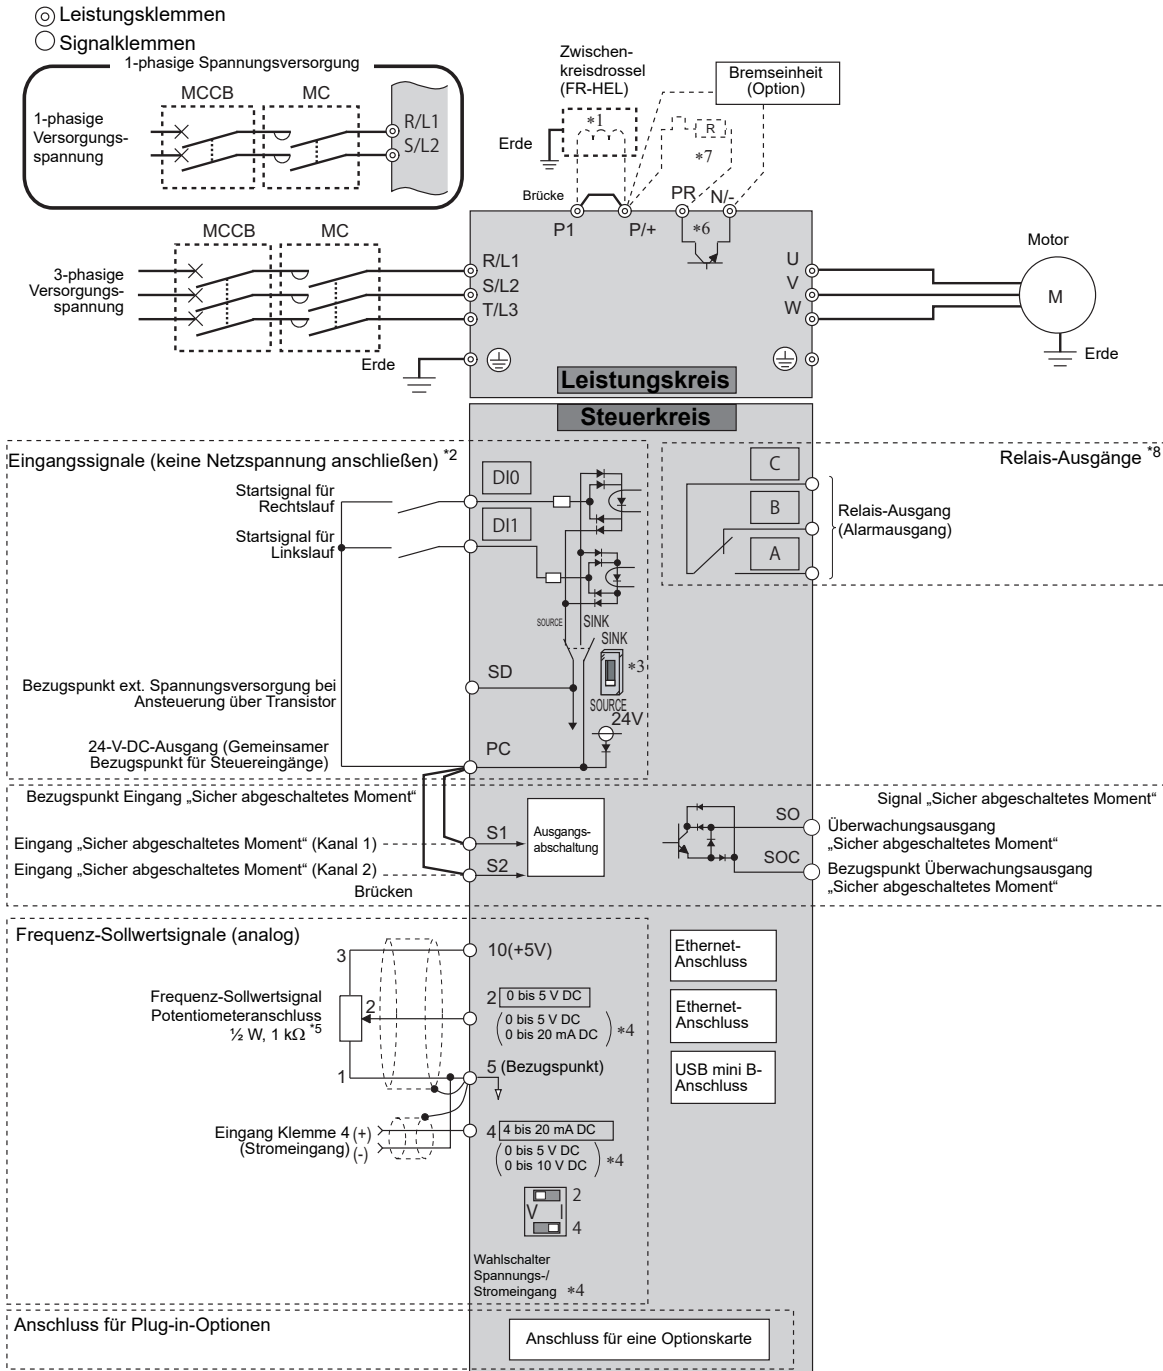 Leistungsklemmen
Signalklemmen
1-phasige Spannungsversorgung
MCCB
MC
1-phasige
Versorgungs-
spannung
R/L1
S/L2
Zwischen-
kreisdrossel
(FR-HEL)
*1
Erde
Bremseinheit
(Option)
R
*7
Brücke
P1
P/+
PR
N/-
*6
MCCB
MC
3-phasige
Versorgungs-
spannung
R/L1
S/L2
T/L3
Erde
U
V
W
Motor
M
Erde
Leistungskreis
Steuerkreis
Eingangssignale (keine Netzspannung anschließen) *2
Startsignal für
Rechtslauf
DI0
Startsignal für
Linkslauf
DI1
SOURCE
SINK
SINK
*3
SOURCE
Bezugspunkt ext. Spannungsversorgung bei
Ansteuerung über Transistor
SD
24V
24-V-DC-Ausgang (Gemeinsamer
Bezugspunkt für Steuereingänge)
PC
Relais-Ausgänge *8
C
B
A
Relais-Ausgang
(Alarmausgang)
Bezugspunkt Eingang „Sicher abgeschaltetes Moment“
Eingang „Sicher abgeschaltetes Moment“ (Kanal 1)
S1
Eingang „Sicher abgeschaltetes Moment“ (Kanal 2)
S2
Brücken
Ausgangs-
abschaltung
Signal „Sicher abgeschaltetes Moment“
SO
Überwachungsausgang
„Sicher abgeschaltetes Moment“
SOC
Bezugspunkt Überwachungsausgang
„Sicher abgeschaltetes Moment“
Frequenz-Sollwertsignale (analog)
3
10(+5V)
Frequenz-Sollwertsignal
Potentiometeranschluss
½ W, 1 kΩ *5
2
2 0 bis 5 V DC
(0 bis 5 V DC
0 bis 20 mA DC) *4
1
5 (Bezugspunkt)
Eingang Klemme 4 (+)
(Stromeingang) (-)
4 4 bis 20 mA DC
(0 bis 5 V DC
0 bis 10 V DC) *4
2
V I
4
Wahlschalter
Spannungs-/
Stromeingang *4
Ethernet-
Anschluss
Ethernet-
Anschluss
USB mini B-
Anschluss
Anschluss für Plug-in-Optionen
Anschluss für eine Optionskarte